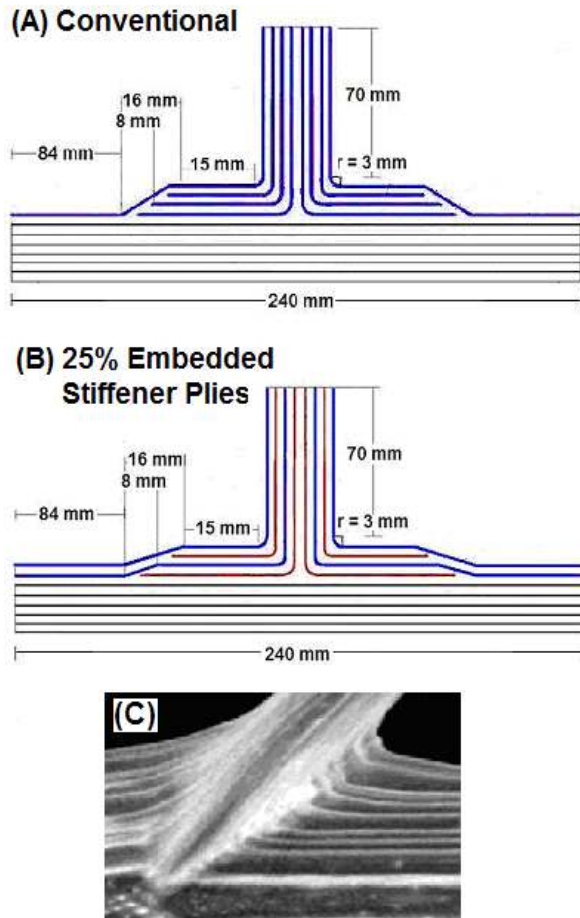 (A) Conventional
16 mm
8 mm
84 mm
15 mm
70 mm
r = 3 mm
240 mm
(B) 25% Embedded
Stiffener Plies
16 mm
8 mm
84 mm
15 mm
70 mm
r = 3 mm
240 mm
(C)